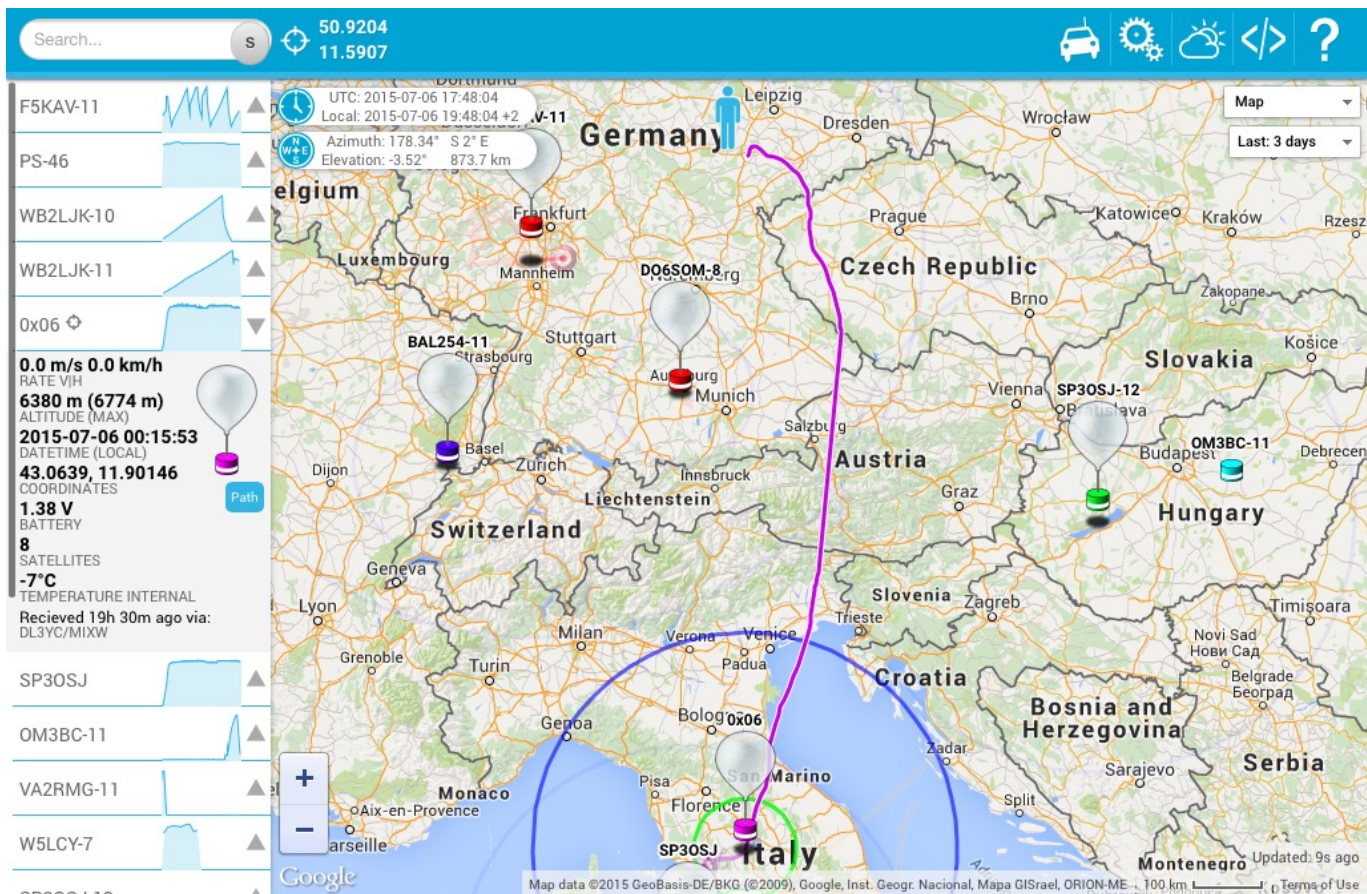 Search...
S
50.9204
11.5907
F5KAV-11
PS-46
WB2LJK-10
WB2LJK-11
0x06
0.0 m/s 0.0 km/h
RATE V|H
6380 m (6774 m)
ALTITUDE (MAX)
2015-07-06 00:15:53
DATETIME (LOCAL)
43.0639, 11.90146
COORDINATES
Path
1.38 V
BATTERY
8
SATELLITES
-7°C
TEMPERATURE INTERNAL
Recieved 19h 30m ago via:
DL3YC/MIXW
SP3OSJ
OM3BC-11
VA2RMG-11
W5LCY-7
UTC: 2015-07-06 17:48:04
Local: 2015-07-06 19:48:04 +2
Azimuth: 178.34° S 2° E
Elevation: -3.52° 873.7 km
N
W E
S
Map
Last: 3 days
Dortmund
V-11
Leipzig
Germany
Dresden
Wrocław
elgium
Frankfurt
Prague
Katowice
Kraków
Rzesz
Luxembourg
Mannheim
DO6SOM-8
Nuremberg
Czech Republic
Brno
Zakopane
BAL254-11
Strasbourg
Stuttgart
Slovakia
Košice
Augsburg
Munich
Vienna
SP3OSJ-12
Bratislava
Salzburg
OM3BC-11
Budapest
Debrecen
Dijon
Basel
Zürich
Austria
Innsbruck
Liechtenstein
Graz
Hungary
Switzerland
Geneva
Slovenia
Zagreb
Timișoara
Lyon
Milan
Verona
Venice
Trieste
Novi Sad
Нови Сад
Grenoble
Turin
Padua
Croatia
Belgrade
Београд
Genoa
Bologna
0x06
Bosnia and
Herzegovina
Zadar
Serbia
Sarajevo
+
Monaco
Pisa
San Marino
Florence
Split
Aix-en-Provence
−
arseille
SP3OSJ
Italy
Montenegro
Updated: 9s ago
Google
Map data ©2015 GeoBasis-DE/BKG (©2009), Google, Inst. Geogr. Nacional, Mapa GISrael, ORION-ME
100 km
Terms of Use